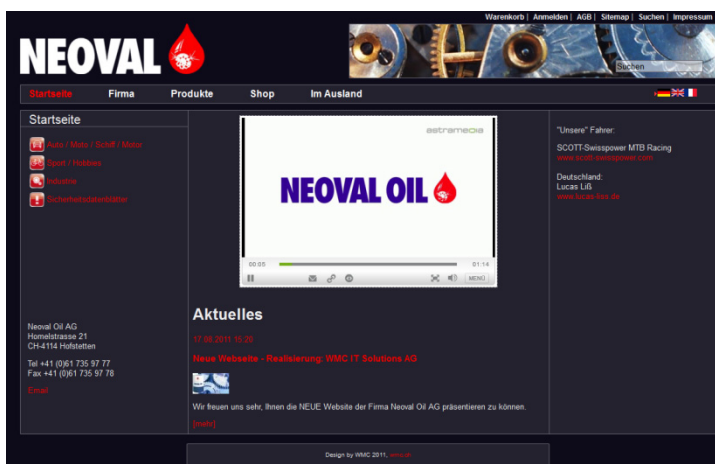 Warenkorb | Anmelden | AGB | Sitemap | Suchen | Impressum
NEOVAL
Suchen
Startseite Firma Produkte Shop Im Ausland
Startseite
Auto / Moto / Schiff / Motor
Sport / Hobbies
Industrie
Sicherheitsdatenblätter
astramedia
NEOVAL OIL
00:05 01:14
MENÜ
"Unsere" Fahrer:
SCOTT-Swisspower MTB Racing
www.scott-swisspower.com
Deutschland:
Lucas Liß
www.lucas-liss.de
Neoval Oil AG
Homelstrasse 21
CH-4114 Hofstetten
Tel +41 (0)61 735 97 77
Fax +41 (0)61 735 97 78
Email
Aktuelles
17.08.2011 15:20
Neue Webseite - Realisierung: WMC IT Solutions AG
Wir freuen uns sehr, Ihnen die NEUE Website der Firma Neoval Oil AG präsentieren zu können.
[mehr]
Design by WMC 2011,